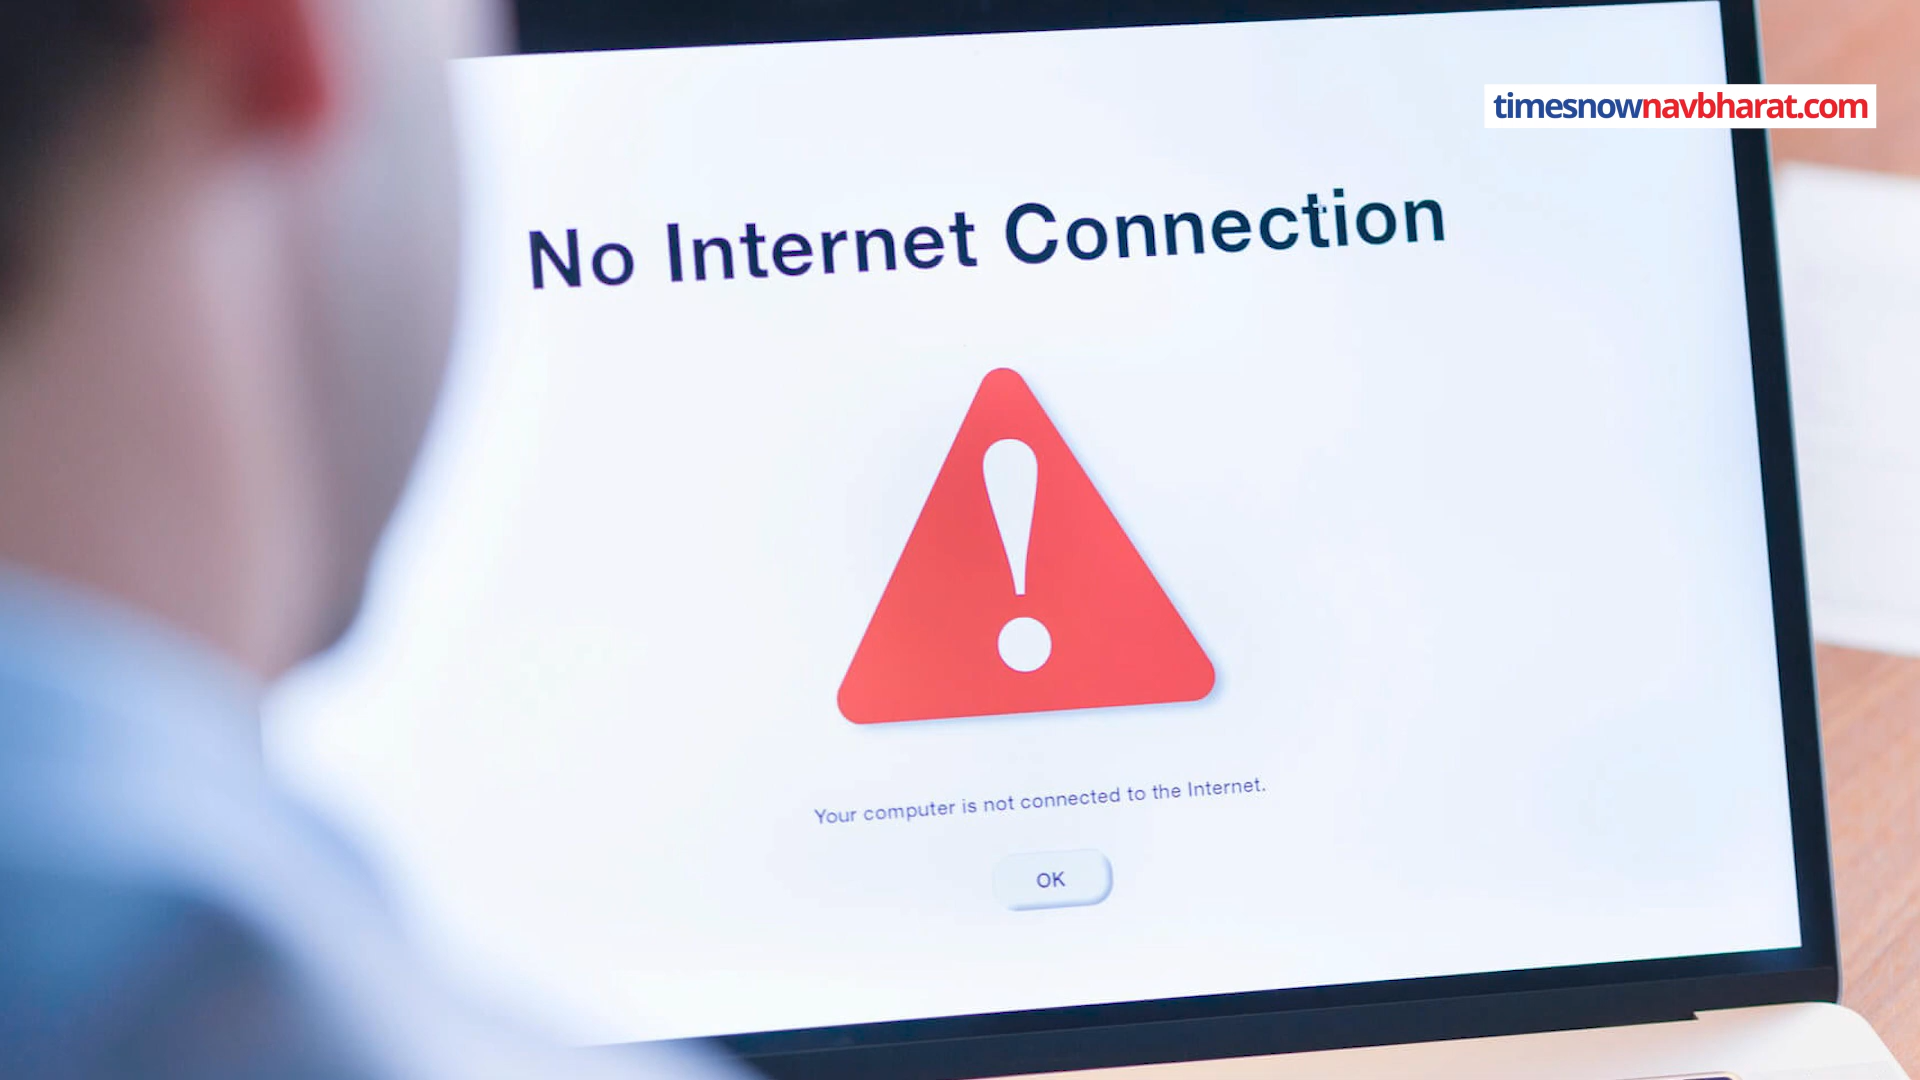 timesnownavbharat.com
No Internet Connection
Your computer is not connected to the Internet.
OK